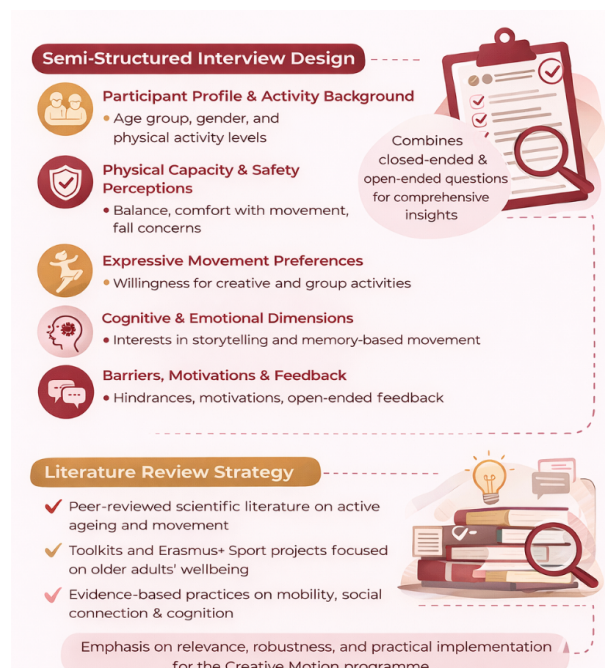 Semi-Structured Interview Design
Participant Profile & Activity Background
• Age group, gender, and
physical activity levels
Physical Capacity & Safety
Perceptions
• Balance, comfort with movement,
fall concerns
Expressive Movement Preferences
• Willingness for creative and group activities
Cognitive & Emotional Dimensions
• Interests in storytelling and memory-based movement
Barriers, Motivations & Feedback
• Hindrances, motivations, open-ended feedback
Combines
closed-ended &
open-ended questions
for comprehensive
insights
Literature Review Strategy
Peer-reviewed scientific literature on active
ageing and movement
Toolkits and Erasmus+ Sport projects focused
on older adults' wellbeing
Evidence-based practices on mobility, social
connection & cognition
Emphasis on relevance, robustness, and practical implementation
for the Creative Motion programme